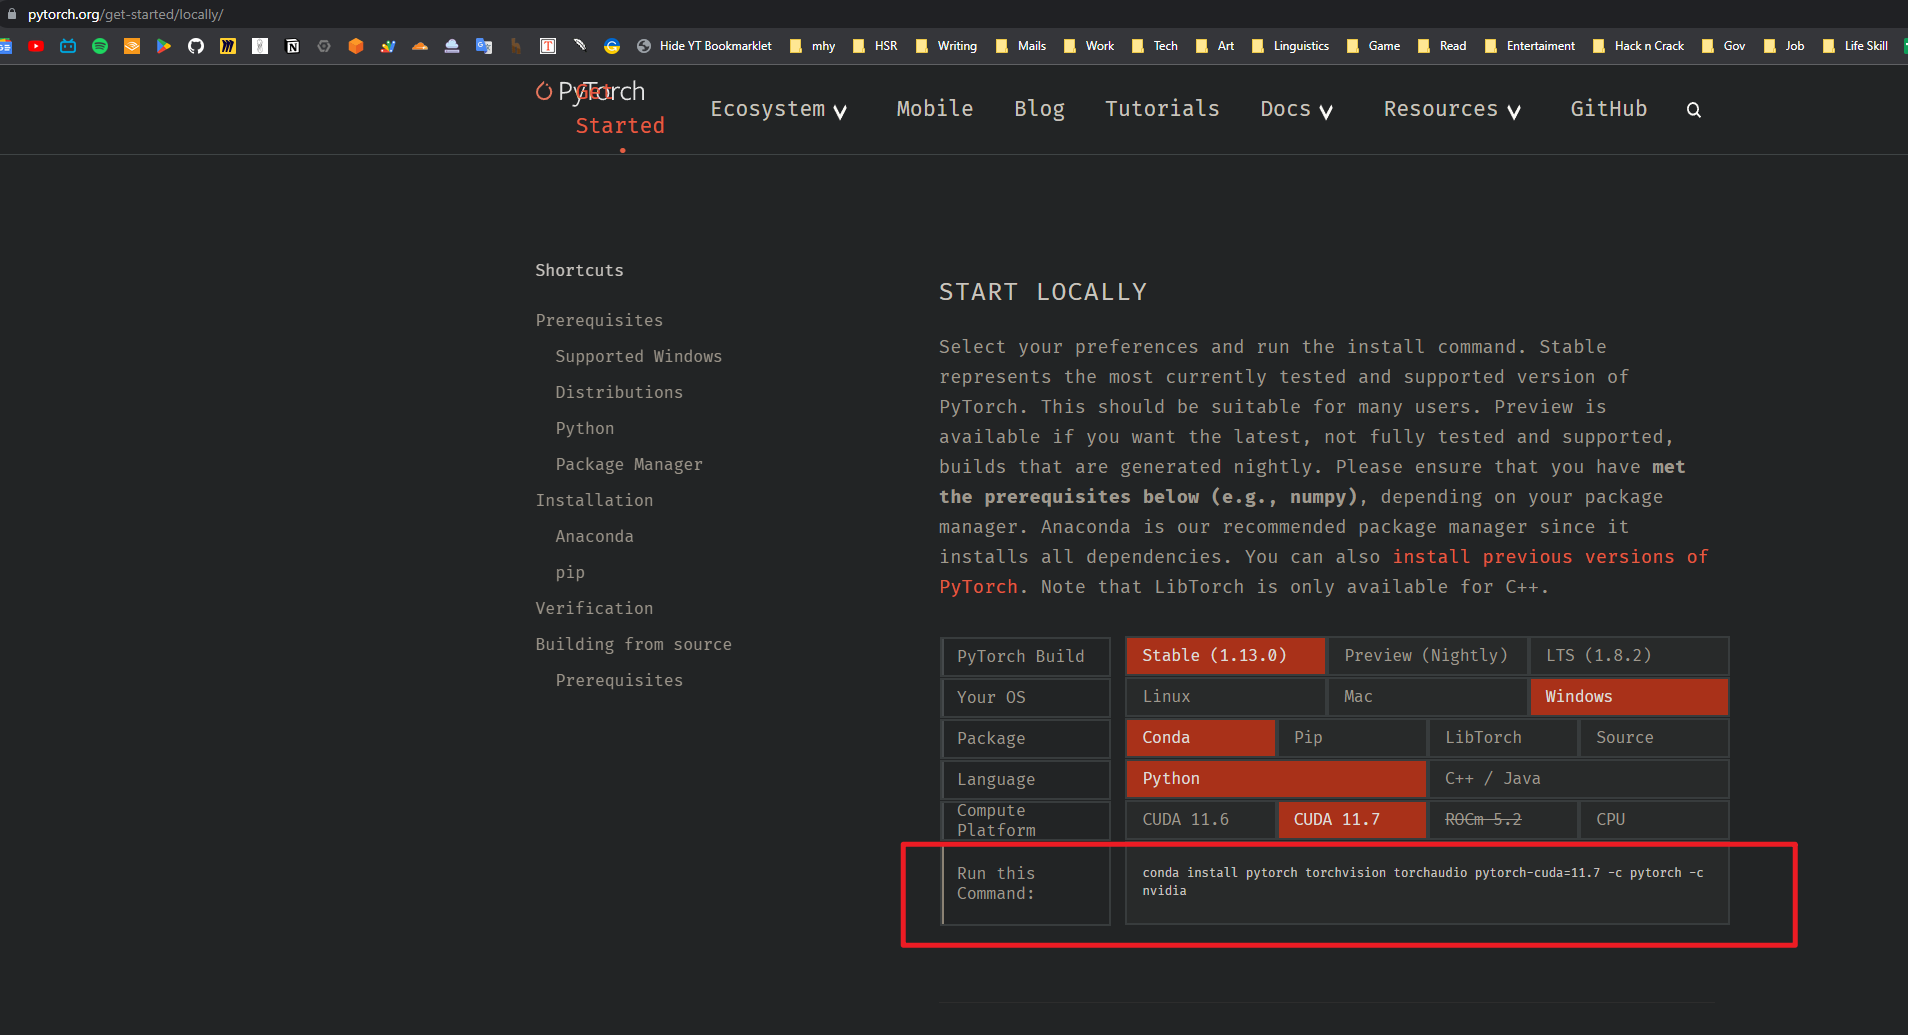 pytorch.org/get-started/locally/
Hide YT Bookmarklet mhy HSR Writing Mails Work Tech Art Linguistics Game Read Entertaiment Hack n Crack Gov Job Life Skill
PyTorch
Get
Started
Ecosystem Mobile Blog Tutorials Docs Resources GitHub
Shortcuts
Prerequisites
Supported Windows
Distributions
Python
Package Manager
Installation
Anaconda
pip
Verification
Building from source
Prerequisites
START LOCALLY
Select your preferences and run the install command. Stable
represents the most currently tested and supported version of
PyTorch. This should be suitable for many users. Preview is
available if you want the latest, not fully tested and supported,
builds that are generated nightly. Please ensure that you have met
the prerequisites below (e.g., numpy), depending on your package
manager. Anaconda is our recommended package manager since it
installs all dependencies. You can also install previous versions of
PyTorch. Note that LibTorch is only available for C++.
PyTorch Build Stable (1.13.0) Preview (Nightly) LTS (1.8.2)
Your OS Linux Mac Windows
Package Conda Pip LibTorch Source
Language Python C++ / Java
Compute
Platform
CUDA 11.6 CUDA 11.7 ROCm 5.2 CPU
Run this
Command:
conda install pytorch torchvision torchaudio pytorch-cuda=11.7 -c pytorch -c
nvidia